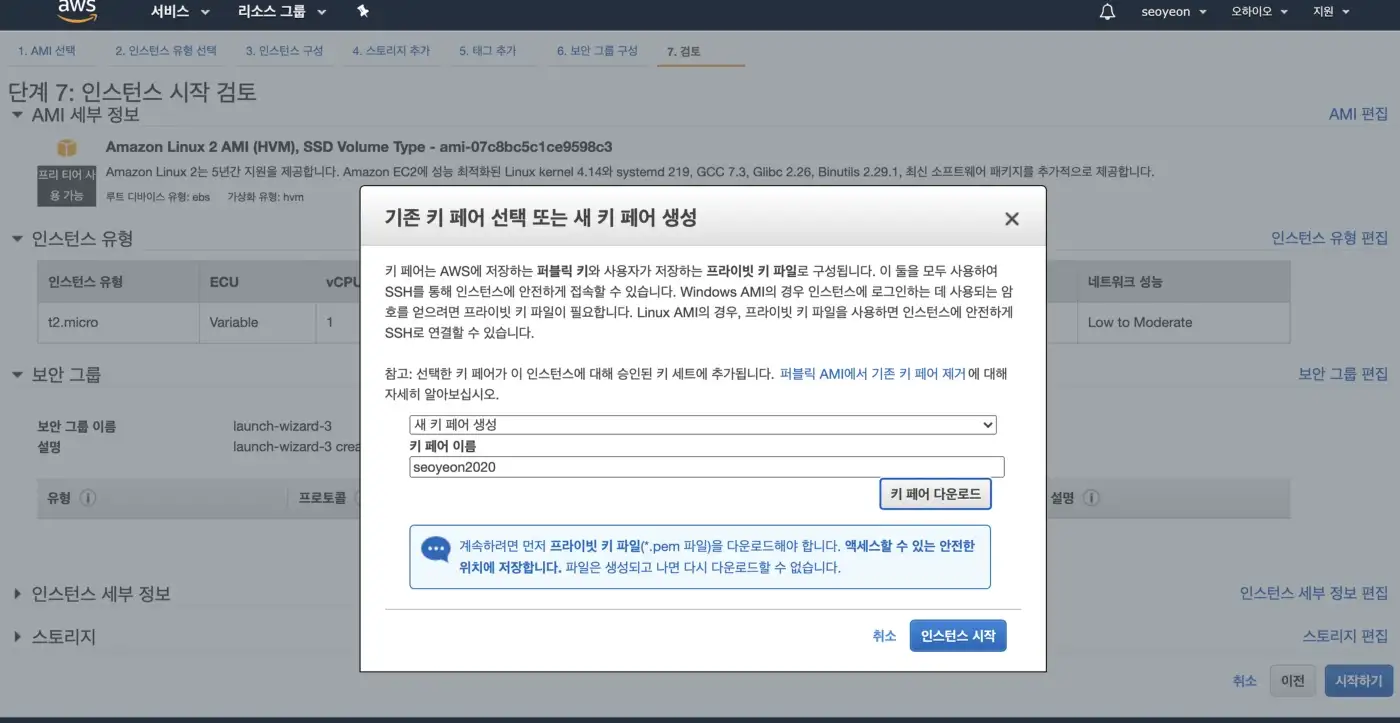 aws
서비스
리소스 그룹
seoyeon
오하이오
지원
1. AMI 선택
2. 인스턴스 유형 선택
3. 인스턴스 구성
4. 스토리지 추가
5. 태그 추가
6. 보안 그룹 구성
7. 검토
단계 7: 인스턴스 시작 검토
AMI 세부 정보
AMI 편집
Amazon Linux 2 AMI (HVM), SSD Volume Type - ami-07c8bc5c1ce9598c3
프리 티어 사
용 가능
Amazon Linux 2는 5년간 지원을 제공합니다. Amazon EC2에 성능 최적화된 Linux kernel 4.14와 systemd 219, GCC 7.3, Glibc 2.26, Binutils 2.29.1, 최신 소프트웨어 패키지를 추가적으로 제공합니다.
루트 디바이스 유형: ebs 가상화 유형: hvm
인스턴스 유형
인스턴스 유형 편집
인스턴스 유형
ECU
vCPU
네트워크 성능
t2.micro
Variable
1
Low to Moderate
보안 그룹
보안 그룹 편집
보안 그룹 이름
launch-wizard-3
설명
launch-wizard-3 crea
유형
프로토콜
설명
인스턴스 세부 정보
인스턴스 세부 정보 편집
스토리지
스토리지 편집
취소
이전
시작하기
기존 키 페어 선택 또는 새 키 페어 생성
키 페어는 AWS에 저장하는 퍼블릭 키와 사용자가 저장하는 프라이빗 키 파일로 구성됩니다. 이 둘을 모두 사용하여
SSH를 통해 인스턴스에 안전하게 접속할 수 있습니다. Windows AMI의 경우 인스턴스에 로그인하는 데 사용되는 암
호를 얻으려면 프라이빗 키 파일이 필요합니다. Linux AMI의 경우, 프라이빗 키 파일을 사용하면 인스턴스에 안전하게
SSH로 연결할 수 있습니다.
참고: 선택한 키 페어가 이 인스턴스에 대해 승인된 키 세트에 추가됩니다. 퍼블릭 AMI에서 기존 키 페어 제거에 대해
자세히 알아보십시오.
새 키 페어 생성
키 페어 이름
seoyeon2020
키 페어 다운로드
계속하려면 먼저 프라이빗 키 파일(*.pem 파일)을 다운로드해야 합니다. 액세스할 수 있는 안전한
위치에 저장합니다. 파일은 생성되고 나면 다시 다운로드할 수 없습니다.
취소
인스턴스 시작